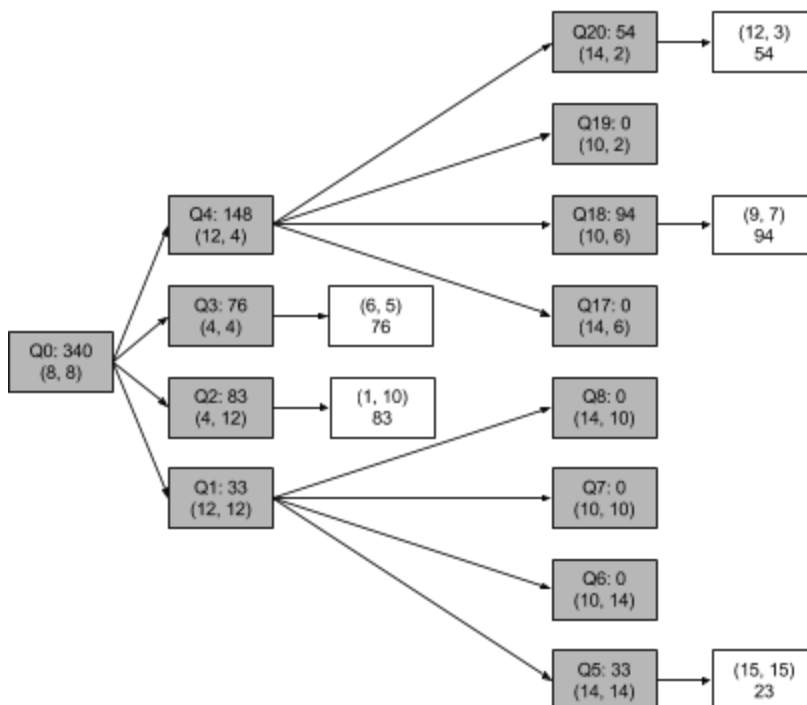 Q20: 54
(14, 2)
(12, 3)
54
Q19: 0
(10, 2)
Q4: 148
(12, 4)
Q18: 94
(10, 6)
(9, 7)
94
Q3: 76
(4, 4)
(6, 5)
76
Q17: 0
(14, 6)
Q0: 340
(8, 8)
Q2: 83
(4, 12)
(1, 10)
83
Q8: 0
(14, 10)
Q1: 33
(12, 12)
Q7: 0
(10, 10)
Q6: 0
(10, 14)
Q5: 33
(14, 14)
(15, 15)
23